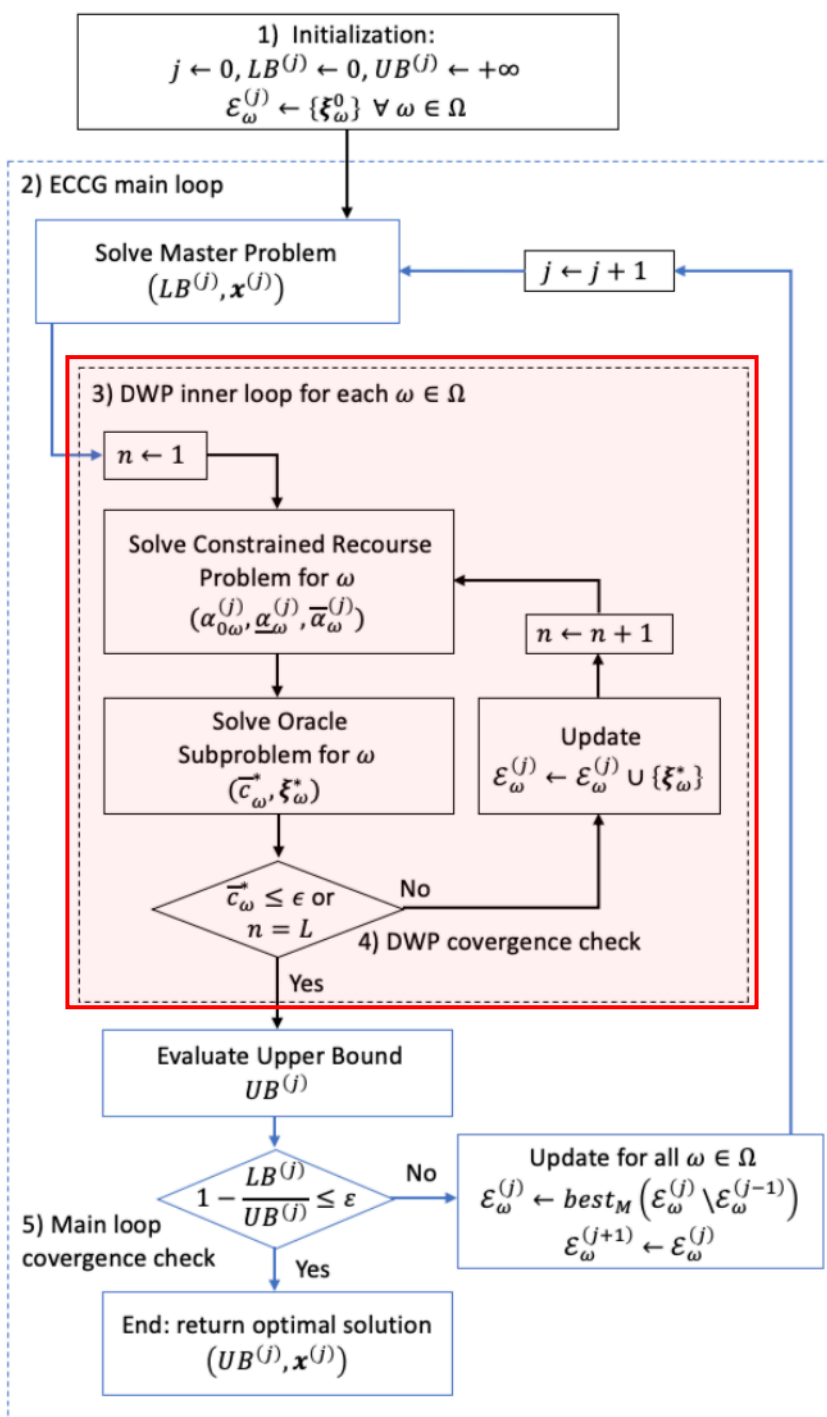 1) Initialization:
j ← 0, LB^(j) ← 0, UB^(j) ← +∞
ℰ_ω^(j) ← {ξ_ω^0} ∀ ω ∈ Ω
2) ECCG main loop
Solve Master Problem
(LB^(j), x^(j))
j ← j + 1
3) DWP inner loop for each ω ∈ Ω
n ← 1
Solve Constrained Recourse
Problem for ω
(α_0ω^(j), α̲_ω^(j), α̅_ω^(j))
n ← n + 1
Solve Oracle
Subproblem for ω
(c̅_ω^*, ξ_ω^*)
Update
ℰ_ω^(j) ← ℰ_ω^(j) ∪ {ξ_ω^*}
c̅_ω^* ≤ ϵ or
n = L
No
4) DWP covergence check
Yes
Evaluate Upper Bound
UB^(j)
1 − LB^(j)/UB^(j) ≤ ε
No
Update for all ω ∈ Ω
ℰ_ω^(j) ← best_M (ℰ_ω^(j) \ℰ_ω^(j−1))
ℰ_ω^(j+1) ← ℰ_ω^(j)
5) Main loop
covergence check
Yes
End: return optimal solution
(UB^(j), x^(j))